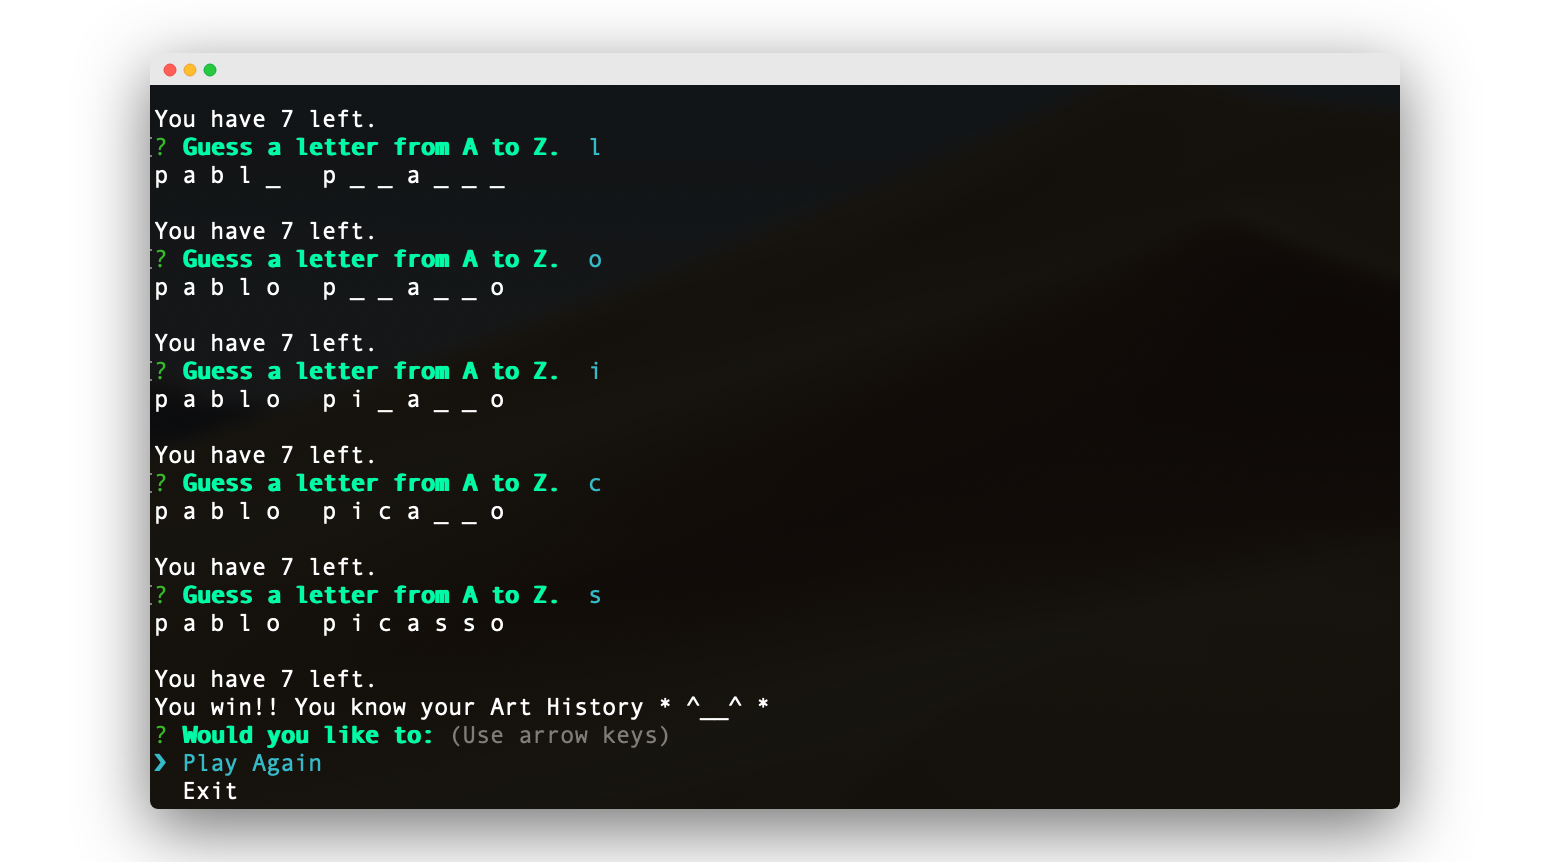 You have 7 left.
? Guess a letter from A to Z.  l
p a b l _   p _ _ a _ _ _
You have 7 left.
? Guess a letter from A to Z.  o
p a b l o   p _ _ a _ _ o
You have 7 left.
? Guess a letter from A to Z.  i
p a b l o   p i _ a _ _ o
You have 7 left.
? Guess a letter from A to Z.  c
p a b l o   p i c a _ _ o
You have 7 left.
? Guess a letter from A to Z.  s
p a b l o   p i c a s s o
You have 7 left.
You win!! You know your Art History * ^__^ *
? Would you like to: (Use arrow keys)
❯ Play Again
  Exit